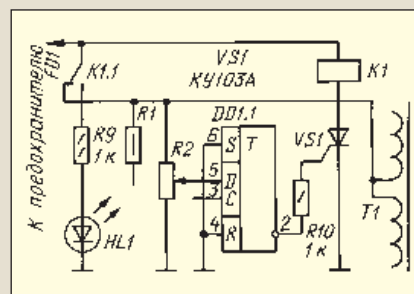 К предохранителю
FU1
K1.1
VS1
КУ103А
K1
DD1.1
R1
R9
1 к
R2
6
S
T
5
D
3
C
4
R
2
VS1
R10
1 к
T1
HL1